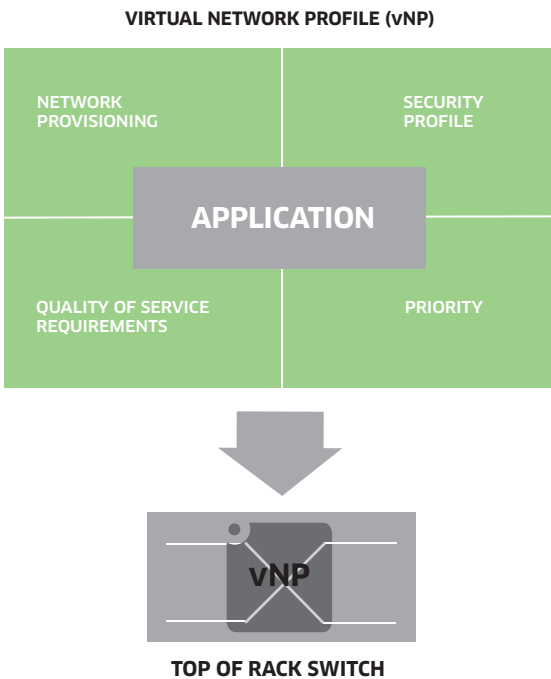 VIRTUAL NETWORK PROFILE (vNP)
NETWORK
PROVISIONING
SECURITY
PROFILE
APPLICATION
QUALITY OF SERVICE
REQUIREMENTS
PRIORITY
vNP
TOP OF RACK SWITCH